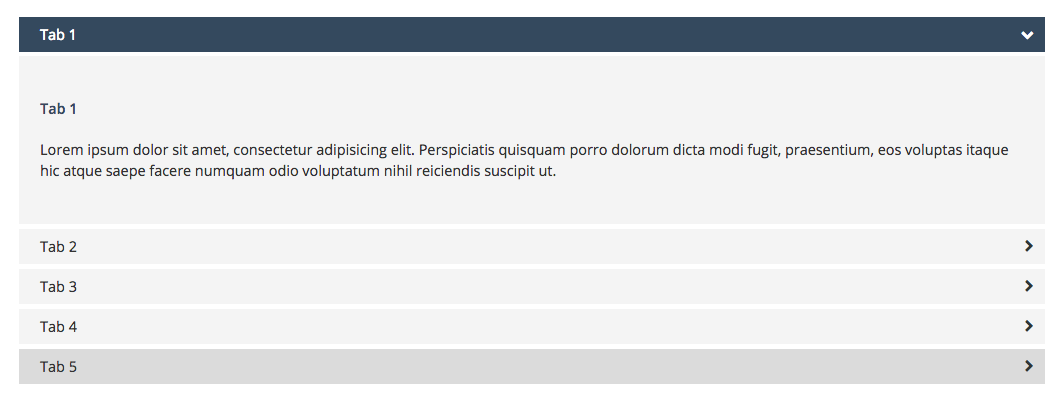 Tab 1
Tab 1
Lorem ipsum dolor sit amet, consectetur adipisicing elit. Perspiciatis quisquam porro dolorum dicta modi fugit, praesentium, eos voluptas itaque
hic atque saepe facere numquam odio voluptatum nihil reiciendis suscipit ut.
Tab 2
Tab 3
Tab 4
Tab 5